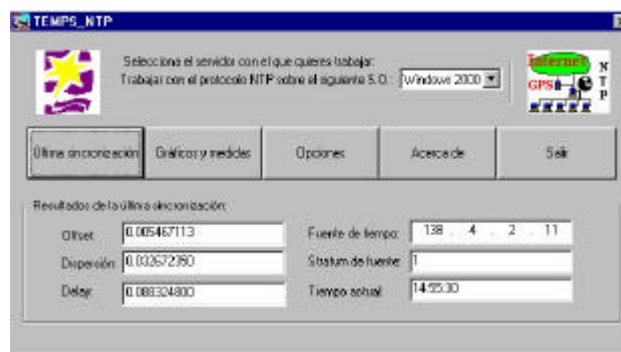 TEMPS_NTP
Selecciona el servidor con el que quieres trabajar:
Trabajar con el protocolo NTP sobre el siguiente S.O.: Windows 2000
Internet
GPS
NTP
Última sincronización Gráficos y medidas Opciones Acerca de Salir
Resultados de la última sincronización:
Offset: 0.005467113 Fuente de tiempo: 138 . 4 . 2 . 11
Dispersión: 0.032672350 Stratum de fuente: 1
Delay: 0.088324800 Tiempo actual: 14:55:30